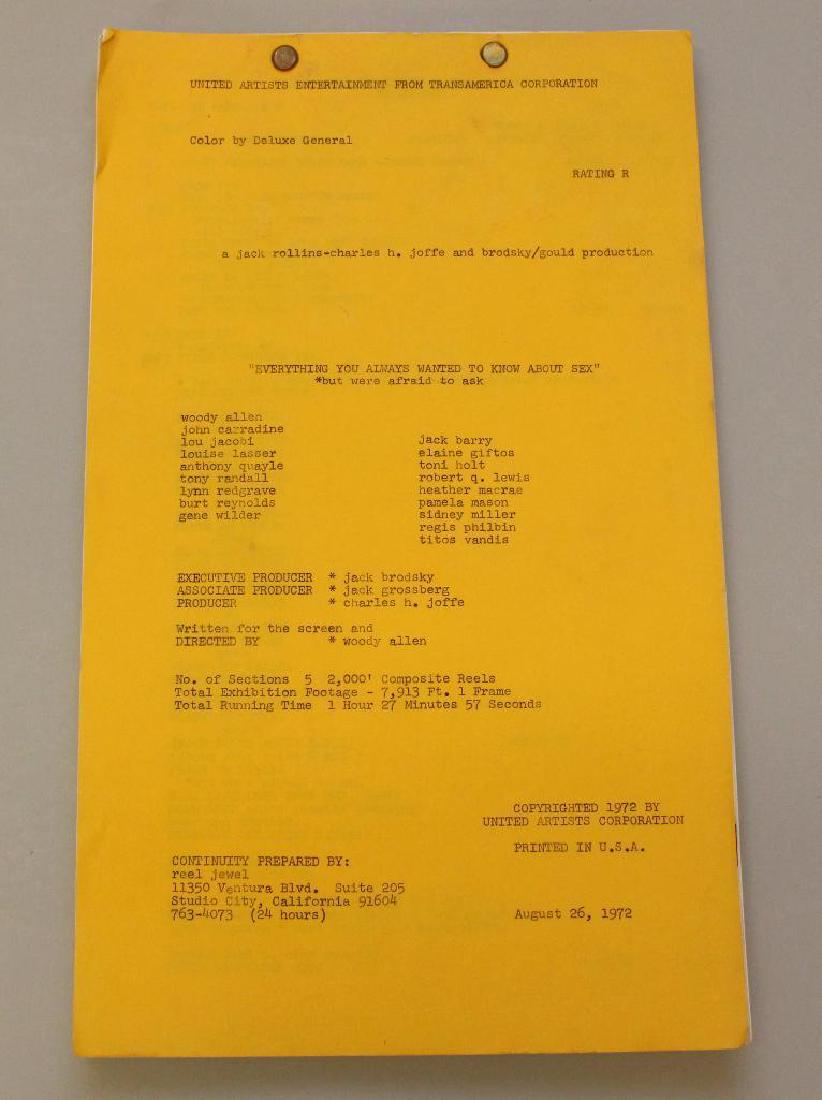 UNITED ARTISTS ENTERTAINMENT FROM TRANSAMERICA CORPORATION
Color by Deluxe General
RATING R
a jack rollins-charles h. joffe and brodsky/gould production
"EVERYTHING YOU ALWAYS WANTED TO KNOW ABOUT SEX"
*but were afraid to ask
woody allen
john carradine
lou jacobi
louise lasser
anthony quayle
tony randall
lynn redgrave
burt reynolds
gene wilder
jack barry
elaine giftos
toni holt
robert q. lewis
heather macrae
pamela mason
sidney miller
regis philbin
titos vandis
EXECUTIVE PRODUCER * jack brodsky
ASSOCIATE PRODUCER * jack grossberg
PRODUCER * charles h. joffe
Written for the screen and
DIRECTED BY * woody allen
No. of Sections 5 2,000' Composite Reels
Total Exhibition Footage - 7,913 Ft. 1 Frame
Total Running Time 1 Hour 27 Minutes 57 Seconds
COPYRIGHTED 1972 BY
UNITED ARTISTS CORPORATION
PRINTED IN U.S.A.
CONTINUITY PREPARED BY:
reel jewel
11350 Ventura Blvd. Suite 205
Studio City, California 91604
763-4073 (24 hours)
August 26, 1972